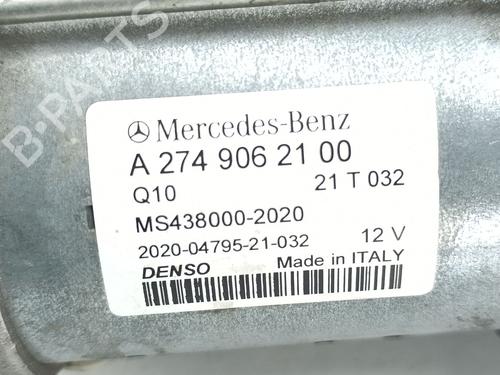 B-PARTS
Mercedes-Benz
A 274 906 21 00
Q10 21 T 032
MS438000-2020
2020-04795-21-032 12 V
DENSO Made in ITALY